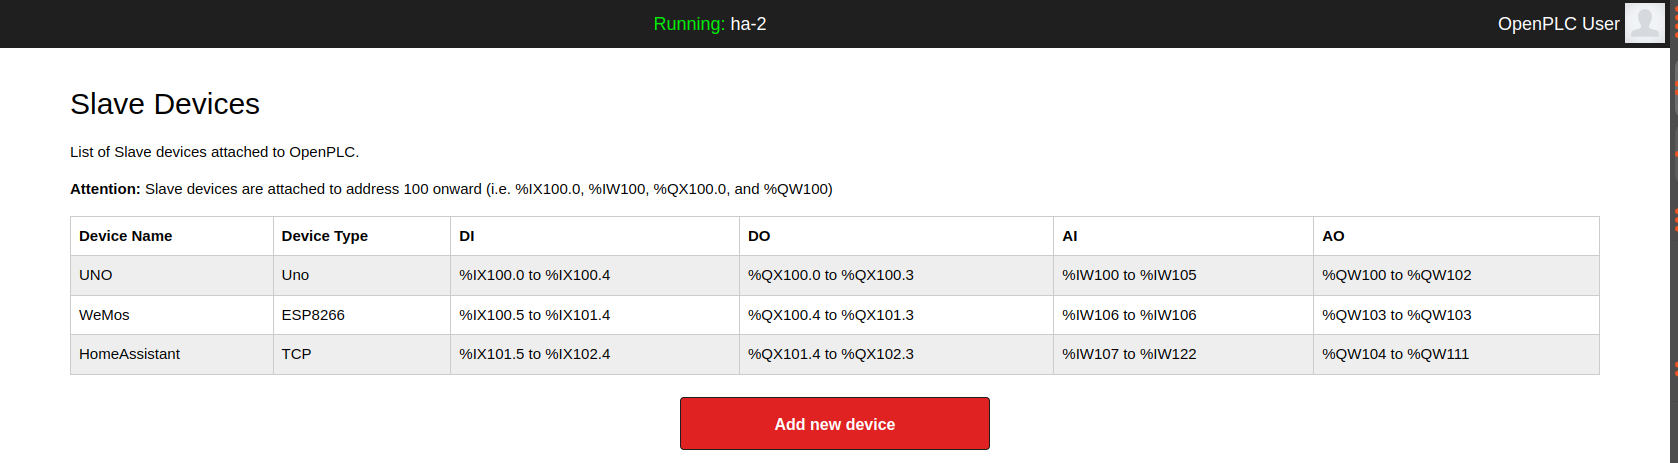 Running: ha-2
OpenPLC User
Slave Devices
List of Slave devices attached to OpenPLC.
Attention: Slave devices are attached to address 100 onward (i.e. %IX100.0, %IW100, %QX100.0, and %QW100)
Device Name Device Type DI DO AI AO
UNO Uno %IX100.0 to %IX100.4 %QX100.0 to %QX100.3 %IW100 to %IW105 %QW100 to %QW102
WeMos ESP8266 %IX100.5 to %IX101.4 %QX100.4 to %QX101.3 %IW106 to %IW106 %QW103 to %QW103
HomeAssistant TCP %IX101.5 to %IX102.4 %QX101.4 to %QX102.3 %IW107 to %IW122 %QW104 to %QW111
Add new device